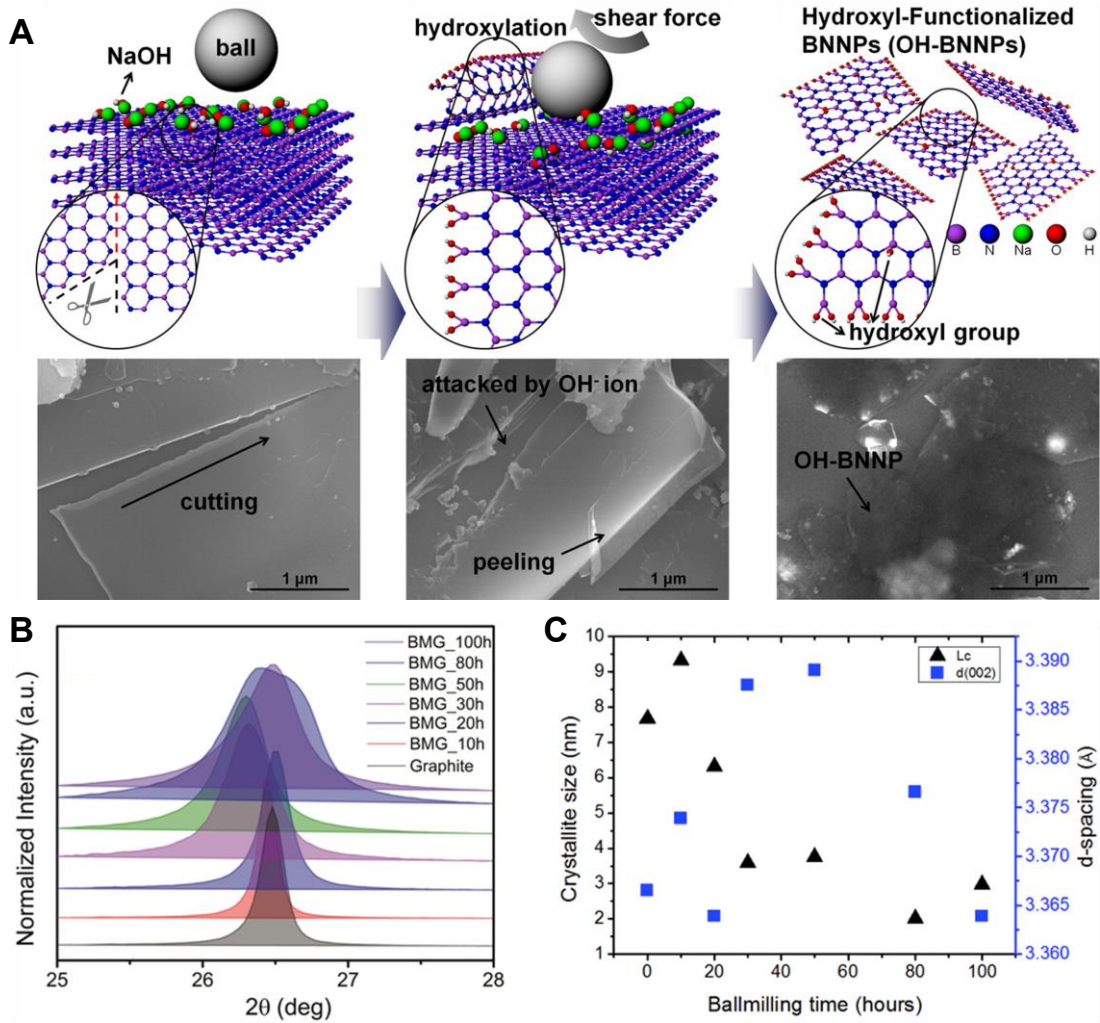 A
NaOH
ball
hydroxylation
shear force
Hydroxyl-Functionalized
BNNPs (OH-BNNPs)
B N Na O H
hydroxyl group
cutting
1 µm
attacked by OH⁻ ion
peeling
1 µm
OH-BNNP
1 µm
B
Normalized Intensity (a.u.)
BMG_100h
BMG_80h
BMG_50h
BMG_30h
BMG_20h
BMG_10h
Graphite
25 26 27 28
2θ (deg)
C
Crystallite size (nm)
10
9
8
7
6
5
4
3
2
1
Lc
d(002)
3.390
3.385
3.380
3.375
3.370
3.365
3.360
d-spacing (Å)
0 20 40 60 80 100
Ballmilling time (hours)